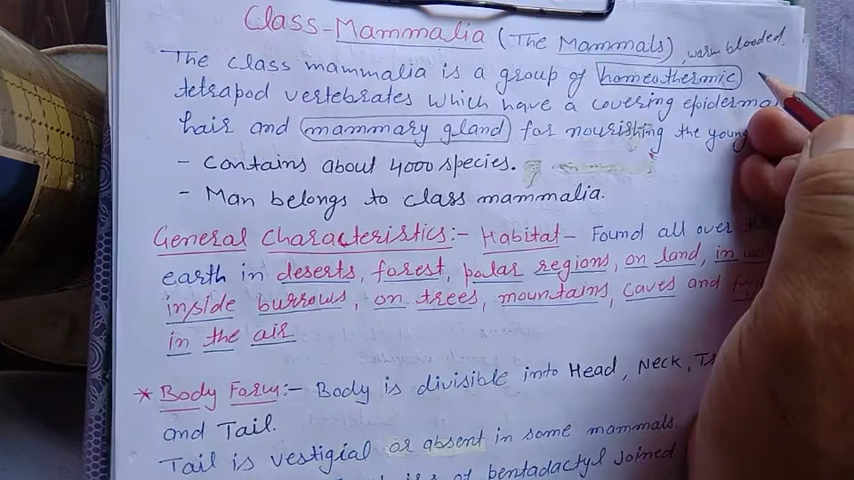 Class-Mammalia (The Mammals), warm blooded.
The class mammalia is a group of homeothermic
tetrapod vertebrates which have a covering
hair and mammary gland for nourishing the young
- Contains about 4000 species.
- Man belongs to class mammalia.
General Characteristics:- Habitat- Found all over
earth in deserts, forest, polar regions, on land, in
inside burrows, on trees, mountains, caves and
in the air
* Body Form:- Body is divisible into Head, Neck,
and Tail.
Tail is vestigial or absent in some mammals.
of pentadactyl joined